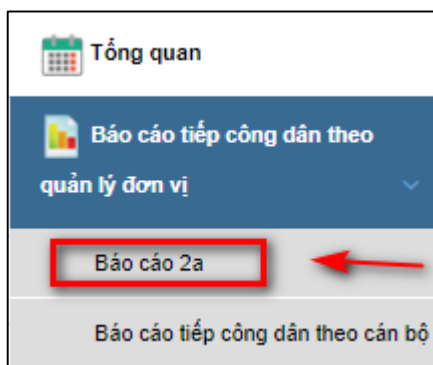 Tổng quan
Báo cáo tiếp công dân theo
quản lý đơn vị
Báo cáo 2a
Báo cáo tiếp công dân theo cán bộ